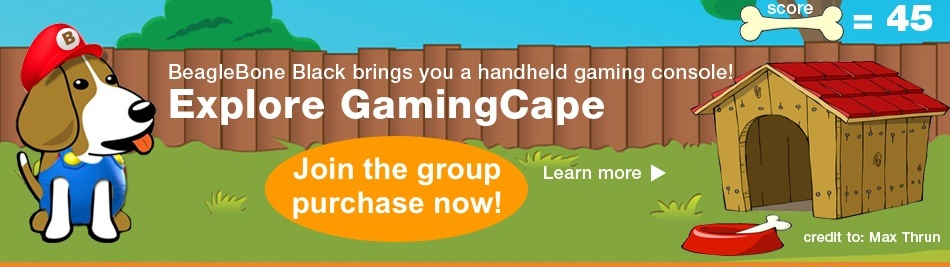 score
= 45
B
BeagleBone Black brings you a handheld gaming console!
Explore GamingCape
Join the group
purchase now!
Learn more ▶
credit to: Max Thrun